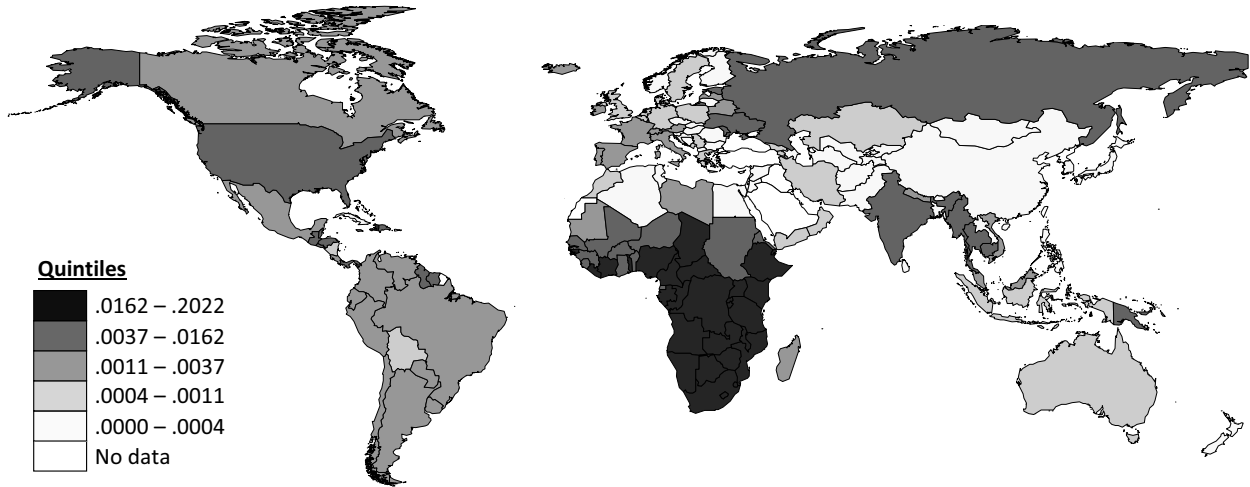 Quintiles
.0162 – .2022
.0037 – .0162
.0011 – .0037
.0004 – .0011
.0000 – .0004
No data